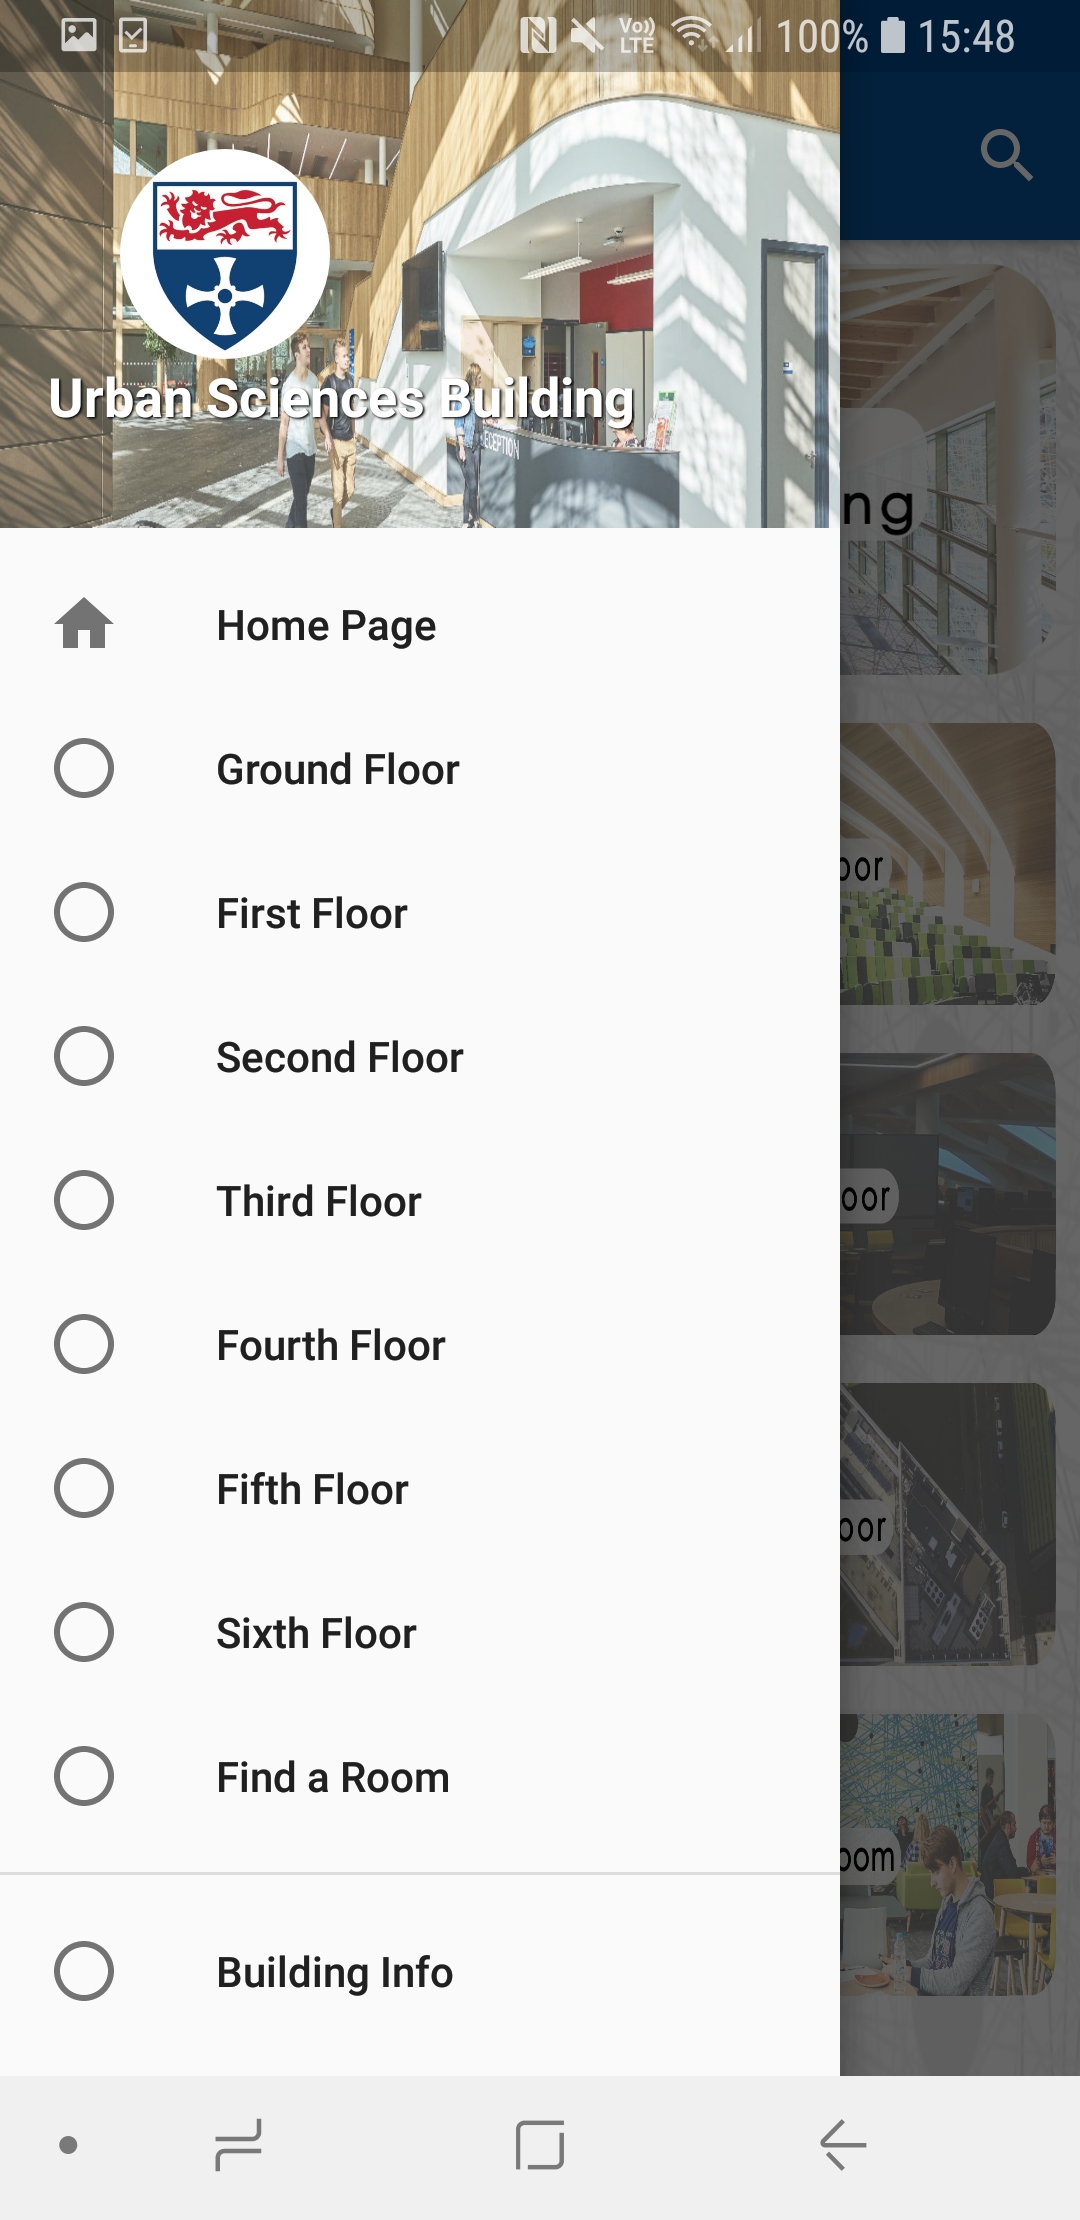 Vo)) LTE 100% 15:48
Urban Sciences Building
ECEPTION
ng
Home Page
Ground Floor
oor
First Floor
Second Floor
Third Floor
oor
Fourth Floor
Fifth Floor
oor
Sixth Floor
Find a Room
oom
Building Info